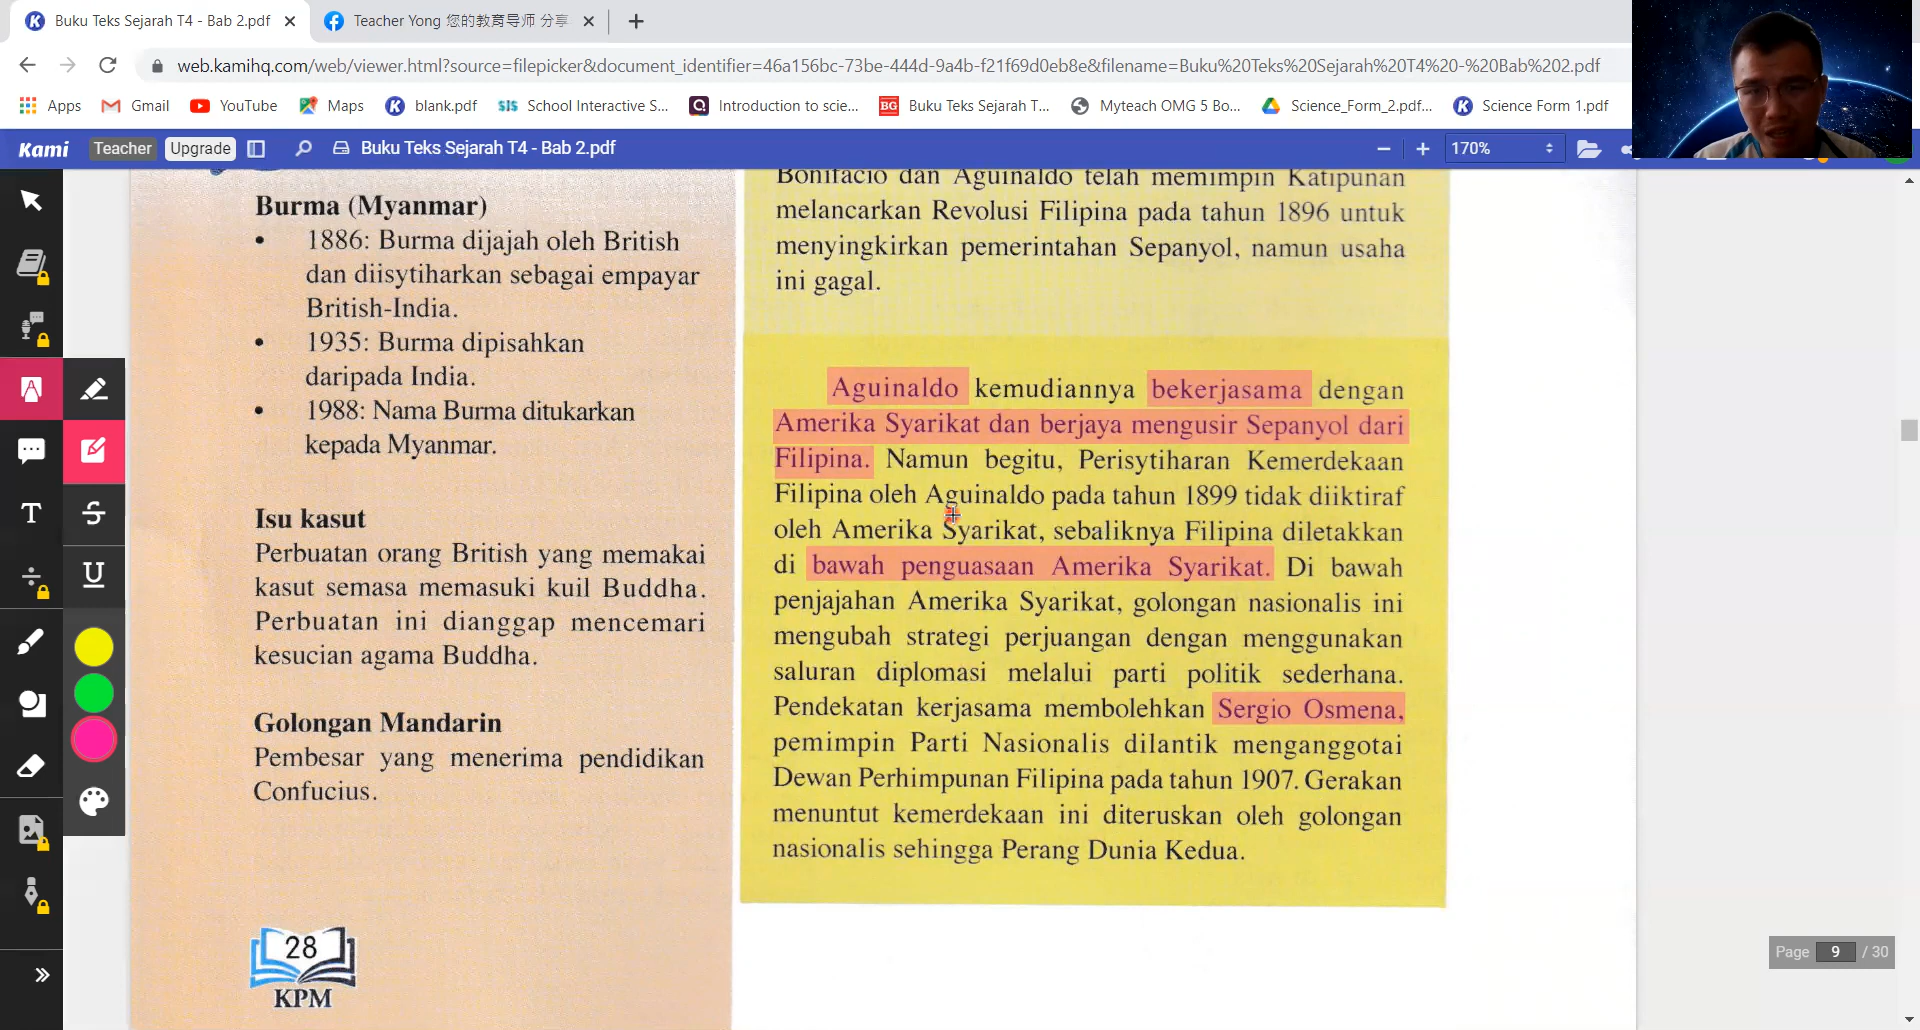 Buku Teks Sejarah T4 - Bab 2.pdf
Teacher Yong 您的教育导师 分享
web.kamihq.com/web/viewer.html?source=filepicker&document_identifier=46a156bc-73be-444d-9a4b-f21f69d0eb8e&filename=Buku%20Teks%20Sejarah%20T4%20-%20Bab%202.pdf
Apps Gmail YouTube Maps blank.pdf School Interactive S... Introduction to scie... Buku Teks Sejarah T... Myteach OMG 5 Bo... Science_Form_2.pdf... Science Form 1.pdf
Kami Teacher Upgrade Buku Teks Sejarah T4 - Bab 2.pdf 170%
Burma (Myanmar)
• 1886: Burma dijajah oleh British
dan diisytiharkan sebagai empayar
British-India.
• 1935: Burma dipisahkan
daripada India.
• 1988: Nama Burma ditukarkan
kepada Myanmar.
Isu kasut
Perbuatan orang British yang memakai
kasut semasa memasuki kuil Buddha.
Perbuatan ini dianggap mencemari
kesucian agama Buddha.
Golongan Mandarin
Pembesar yang menerima pendidikan
Confucius.
28
KPM
Bonifacio dan Aguinaldo telah memimpin Katipunan
melancarkan Revolusi Filipina pada tahun 1896 untuk
menyingkirkan pemerintahan Sepanyol, namun usaha
ini gagal.
Aguinaldo kemudiannya bekerjasama dengan
Amerika Syarikat dan berjaya mengusir Sepanyol dari
Filipina. Namun begitu, Perisytiharan Kemerdekaan
Filipina oleh Aguinaldo pada tahun 1899 tidak diiktiraf
oleh Amerika Syarikat, sebaliknya Filipina diletakkan
di bawah penguasaan Amerika Syarikat. Di bawah
penjajahan Amerika Syarikat, golongan nasionalis ini
mengubah strategi perjuangan dengan menggunakan
saluran diplomasi melalui parti politik sederhana.
Pendekatan kerjasama membolehkan Sergio Osmena,
pemimpin Parti Nasionalis dilantik menganggotai
Dewan Perhimpunan Filipina pada tahun 1907. Gerakan
menuntut kemerdekaan ini diteruskan oleh golongan
nasionalis sehingga Perang Dunia Kedua.
Page 9 / 30